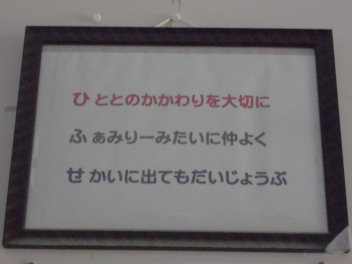 ひ ととのかかわりを大切に
ふ ぁみりーみたいに仲よく
せ かいに出てもだいじょうぶ